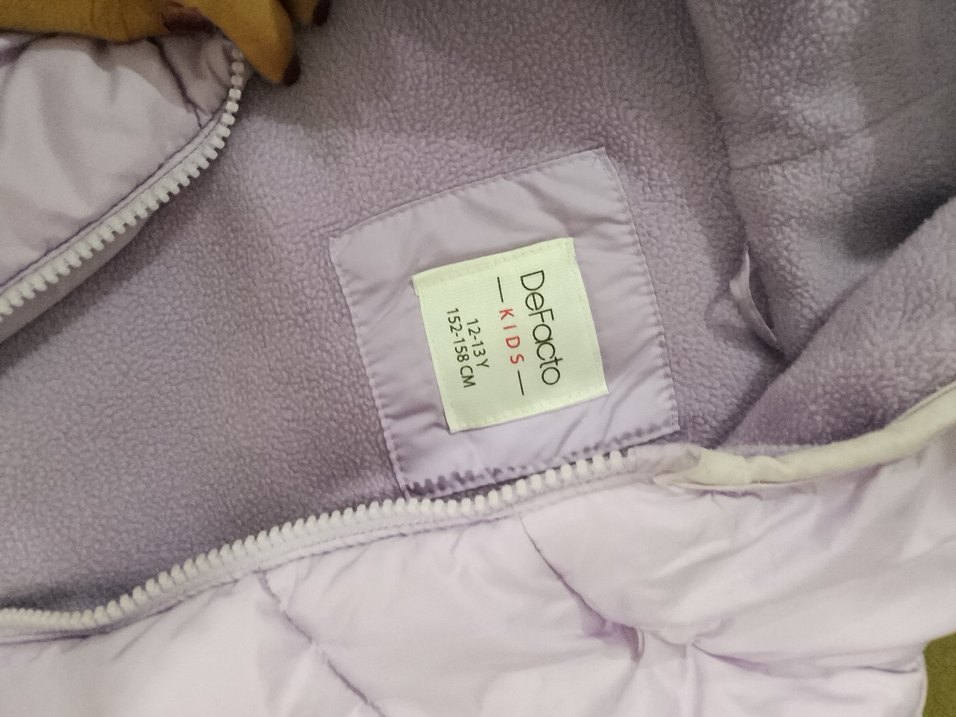 DeFacto
— KIDS —
12-13 Y
152-158 CM